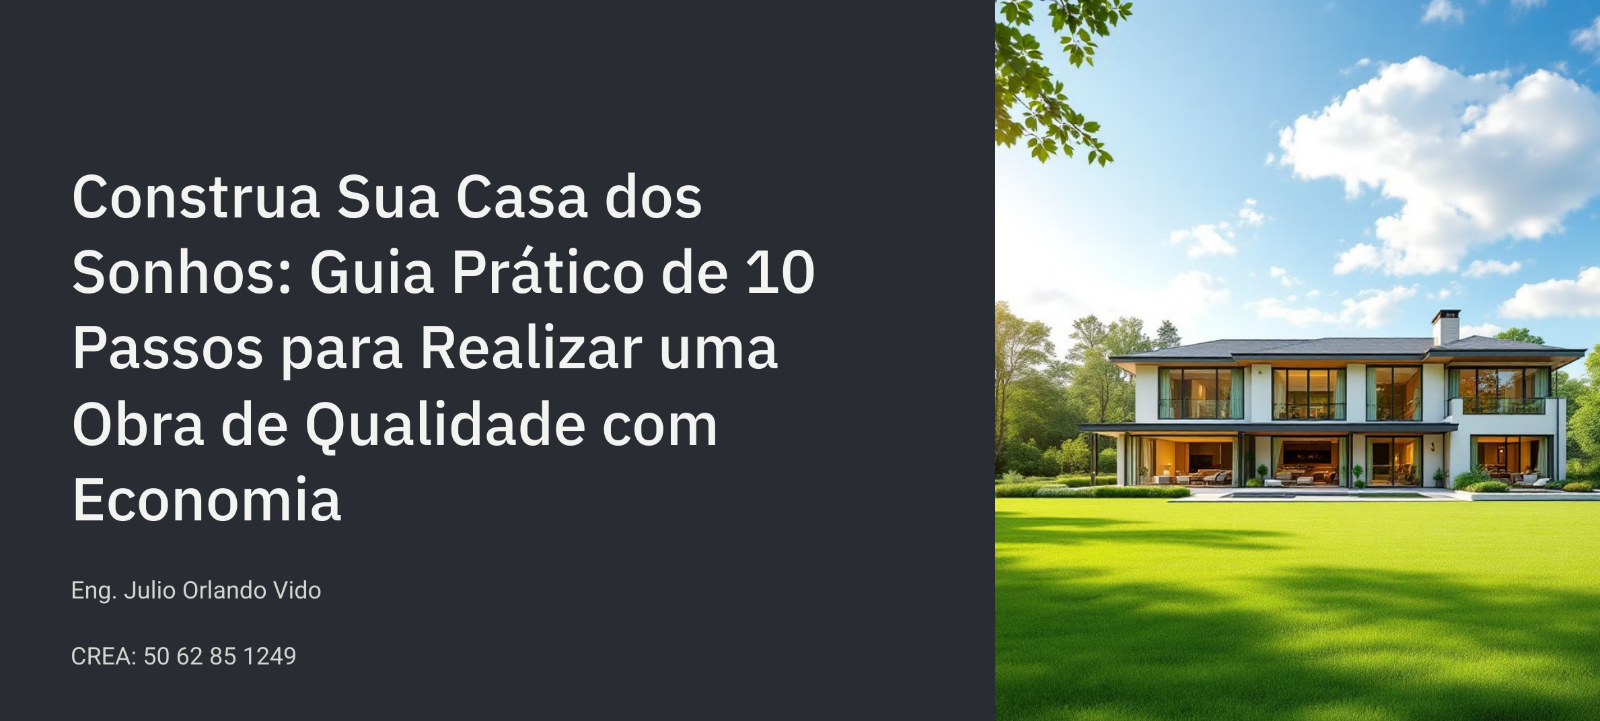 Construa Sua Casa dos
Sonhos: Guia Prático de 10
Passos para Realizar uma
Obra de Qualidade com
Economia
Eng. Julio Orlando Vido
CREA: 50 62 85 1249